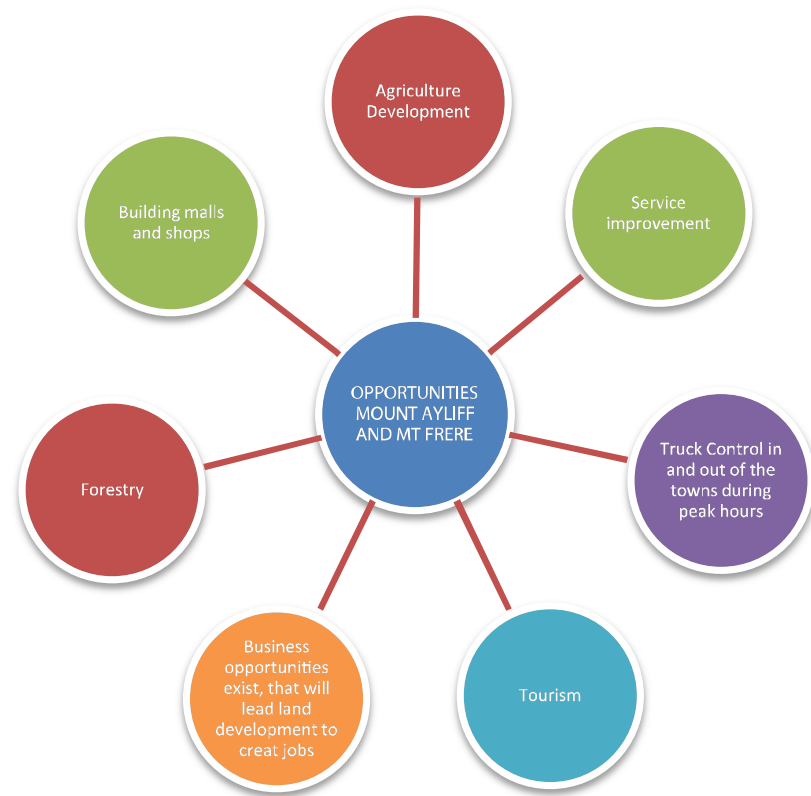 Agriculture
Development
Service
improvement
Truck Control in
and out of the
towns during
peak hours
Tourism
Business
opportunities
exist, that will
lead land
development to
creat jobs
Forestry
Building malls
and shops
OPPORTUNITIES
MOUNT AYLIFF
AND MT FRERE